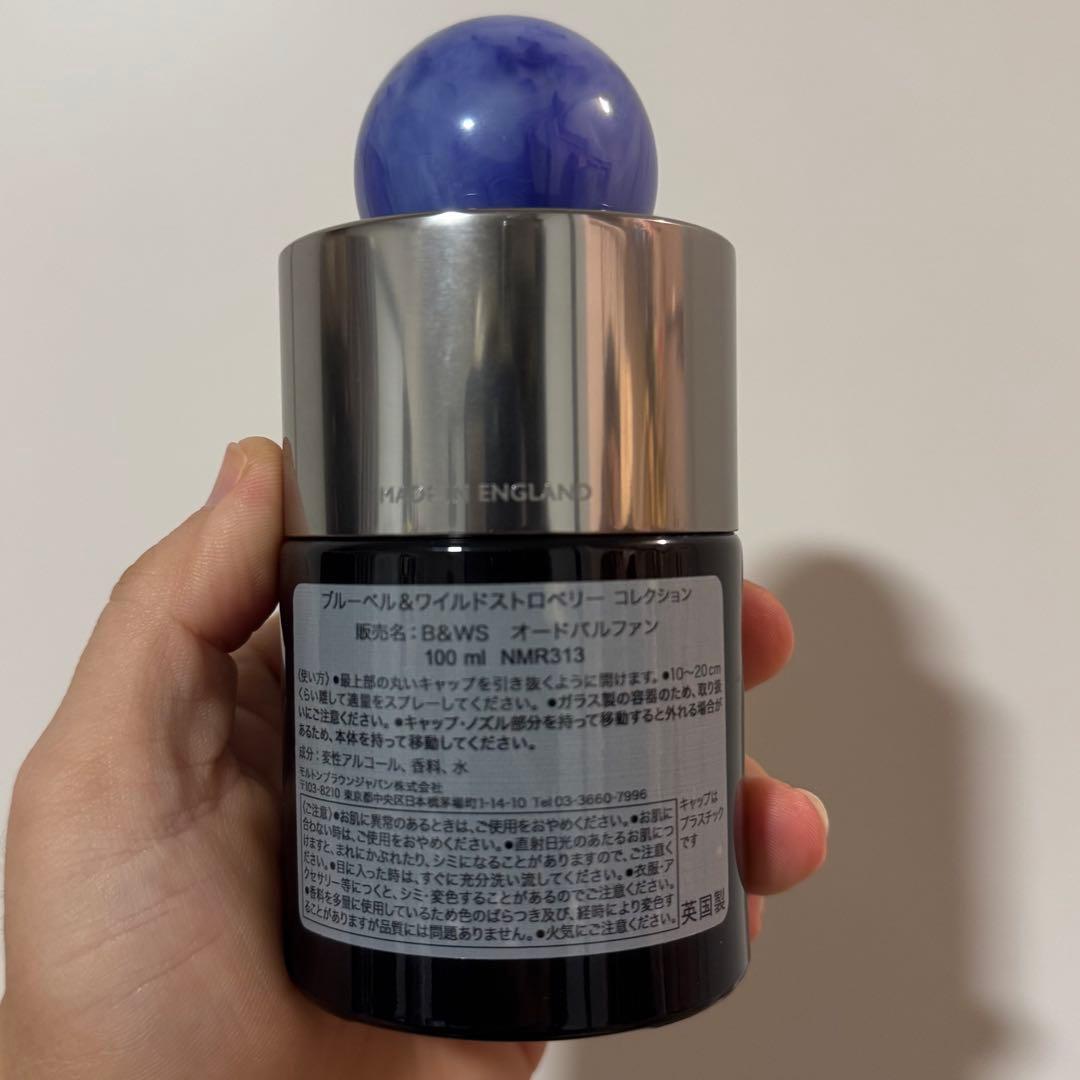 MADE IN ENGLAND
ブルーベル&ワイルドストロベリー コレクション
販売名：B&WS オードパルファン
100 ml NMR313
〈使い方〉●最上部の丸いキャップを引き抜くように開けます。●10〜20cm
くらい離して適量をスプレーしてください。●ガラス製の容器のため、取り扱
いにご注意ください。●キャップ・ノズル部分を持って移動すると外れる場合が
あるため、本体を持って移動してください。
成分：変性アルコール、香料、水
モルトンブラウンジャパン株式会社
〒103-8210 東京都中央区日本橋茅場町1-14-10 Tel 03-3660-7996
〈ご注意〉●お肌に異常のあるときは、ご使用をおやめください。●お肌に
合わない時は、ご使用をおやめください。●直射日光のあたるお肌につ
けますと、まれにかぶれたり、シミになることがありますので、ご注意く
ださい。●目に入った時は、すぐに充分洗い流してください。●衣服・ア
クセサリー等につくと、シミ・変色することがあるのでご注意ください。
●香料を多量に使用しているため色のばらつき及び、経時により変色す
ることがありますが品質には問題ありません。●火気にご注意ください。
キャップは
プラスチック
です
英国製